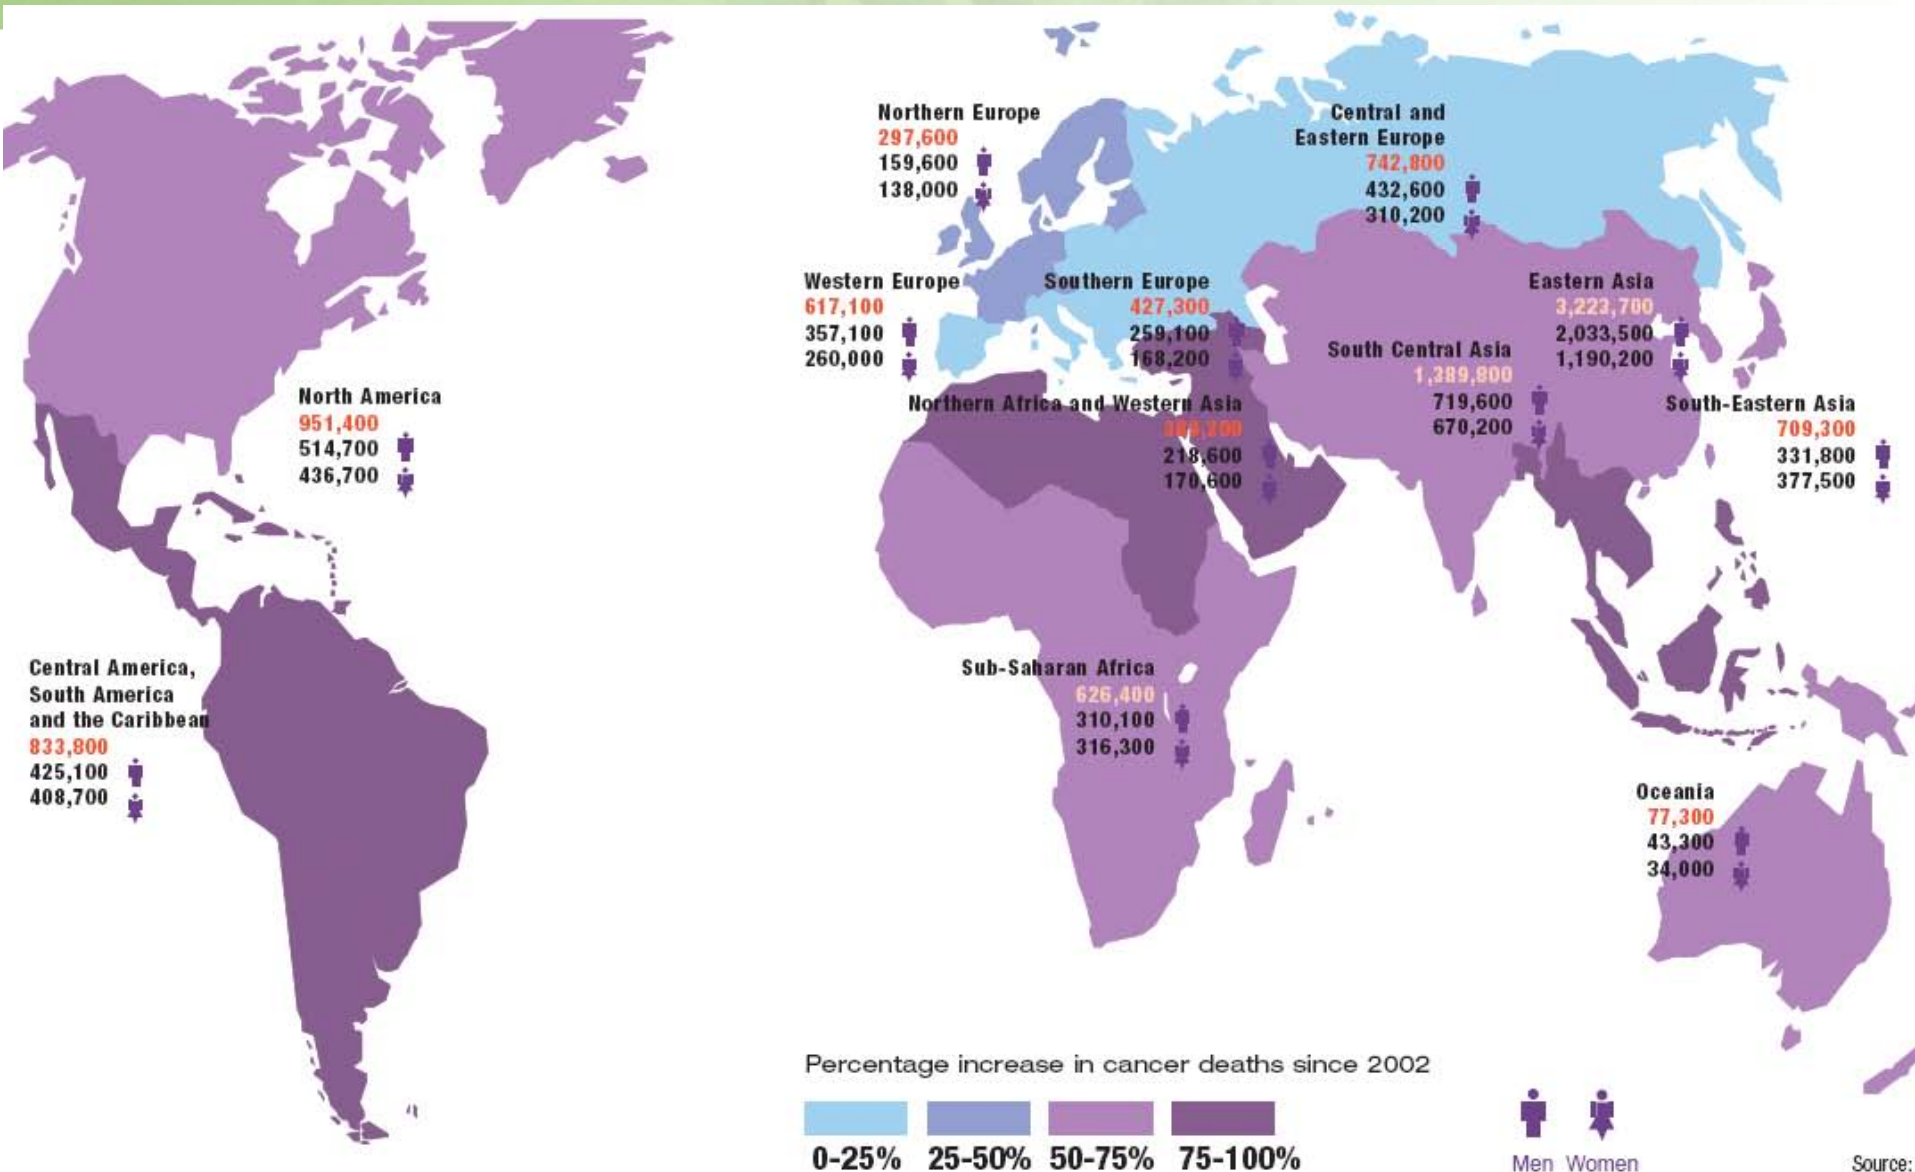 Northern Europe
297,600
159,600
138,000
Central and
Eastern Europe
742,800
432,600
310,200
Western Europe
617,100
357,100
260,000
Southern Europe
427,300
259,100
168,200
Eastern Asia
3,223,700
2,033,500
1,190,200
South Central Asia
1,389,800
719,600
670,200
North America
951,400
514,700
436,700
Northern Africa and Western Asia
218,600
170,600
South-Eastern Asia
709,300
331,800
377,500
Central America,
South America
and the Caribbean
833,800
425,100
408,700
Sub-Saharan Africa
626,400
310,100
316,300
Oceania
77,300
43,300
34,000
Percentage increase in cancer deaths since 2002
0-25% 25-50% 50-75% 75-100%
Men Women
Source: